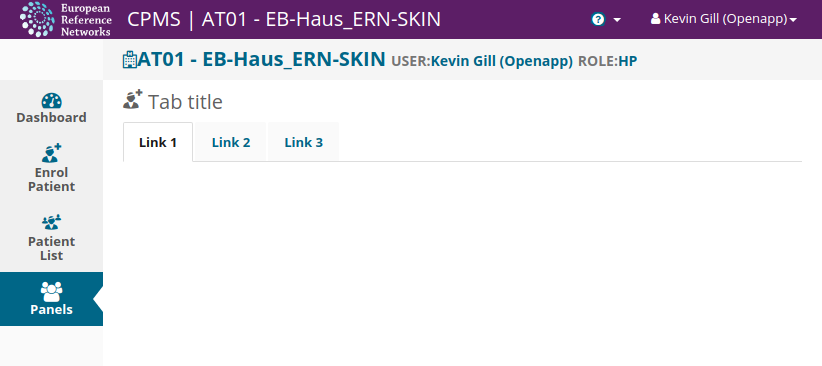 European
Reference
Networks
CPMS | AT01 - EB-Haus_ERN-SKIN
?
Kevin Gill (Openapp)
AT01 - EB-Haus_ERN-SKIN USER:Kevin Gill (Openapp) ROLE:HP
Dashboard
Enrol
Patient
Patient
List
Panels
Tab title
Link 1 Link 2 Link 3